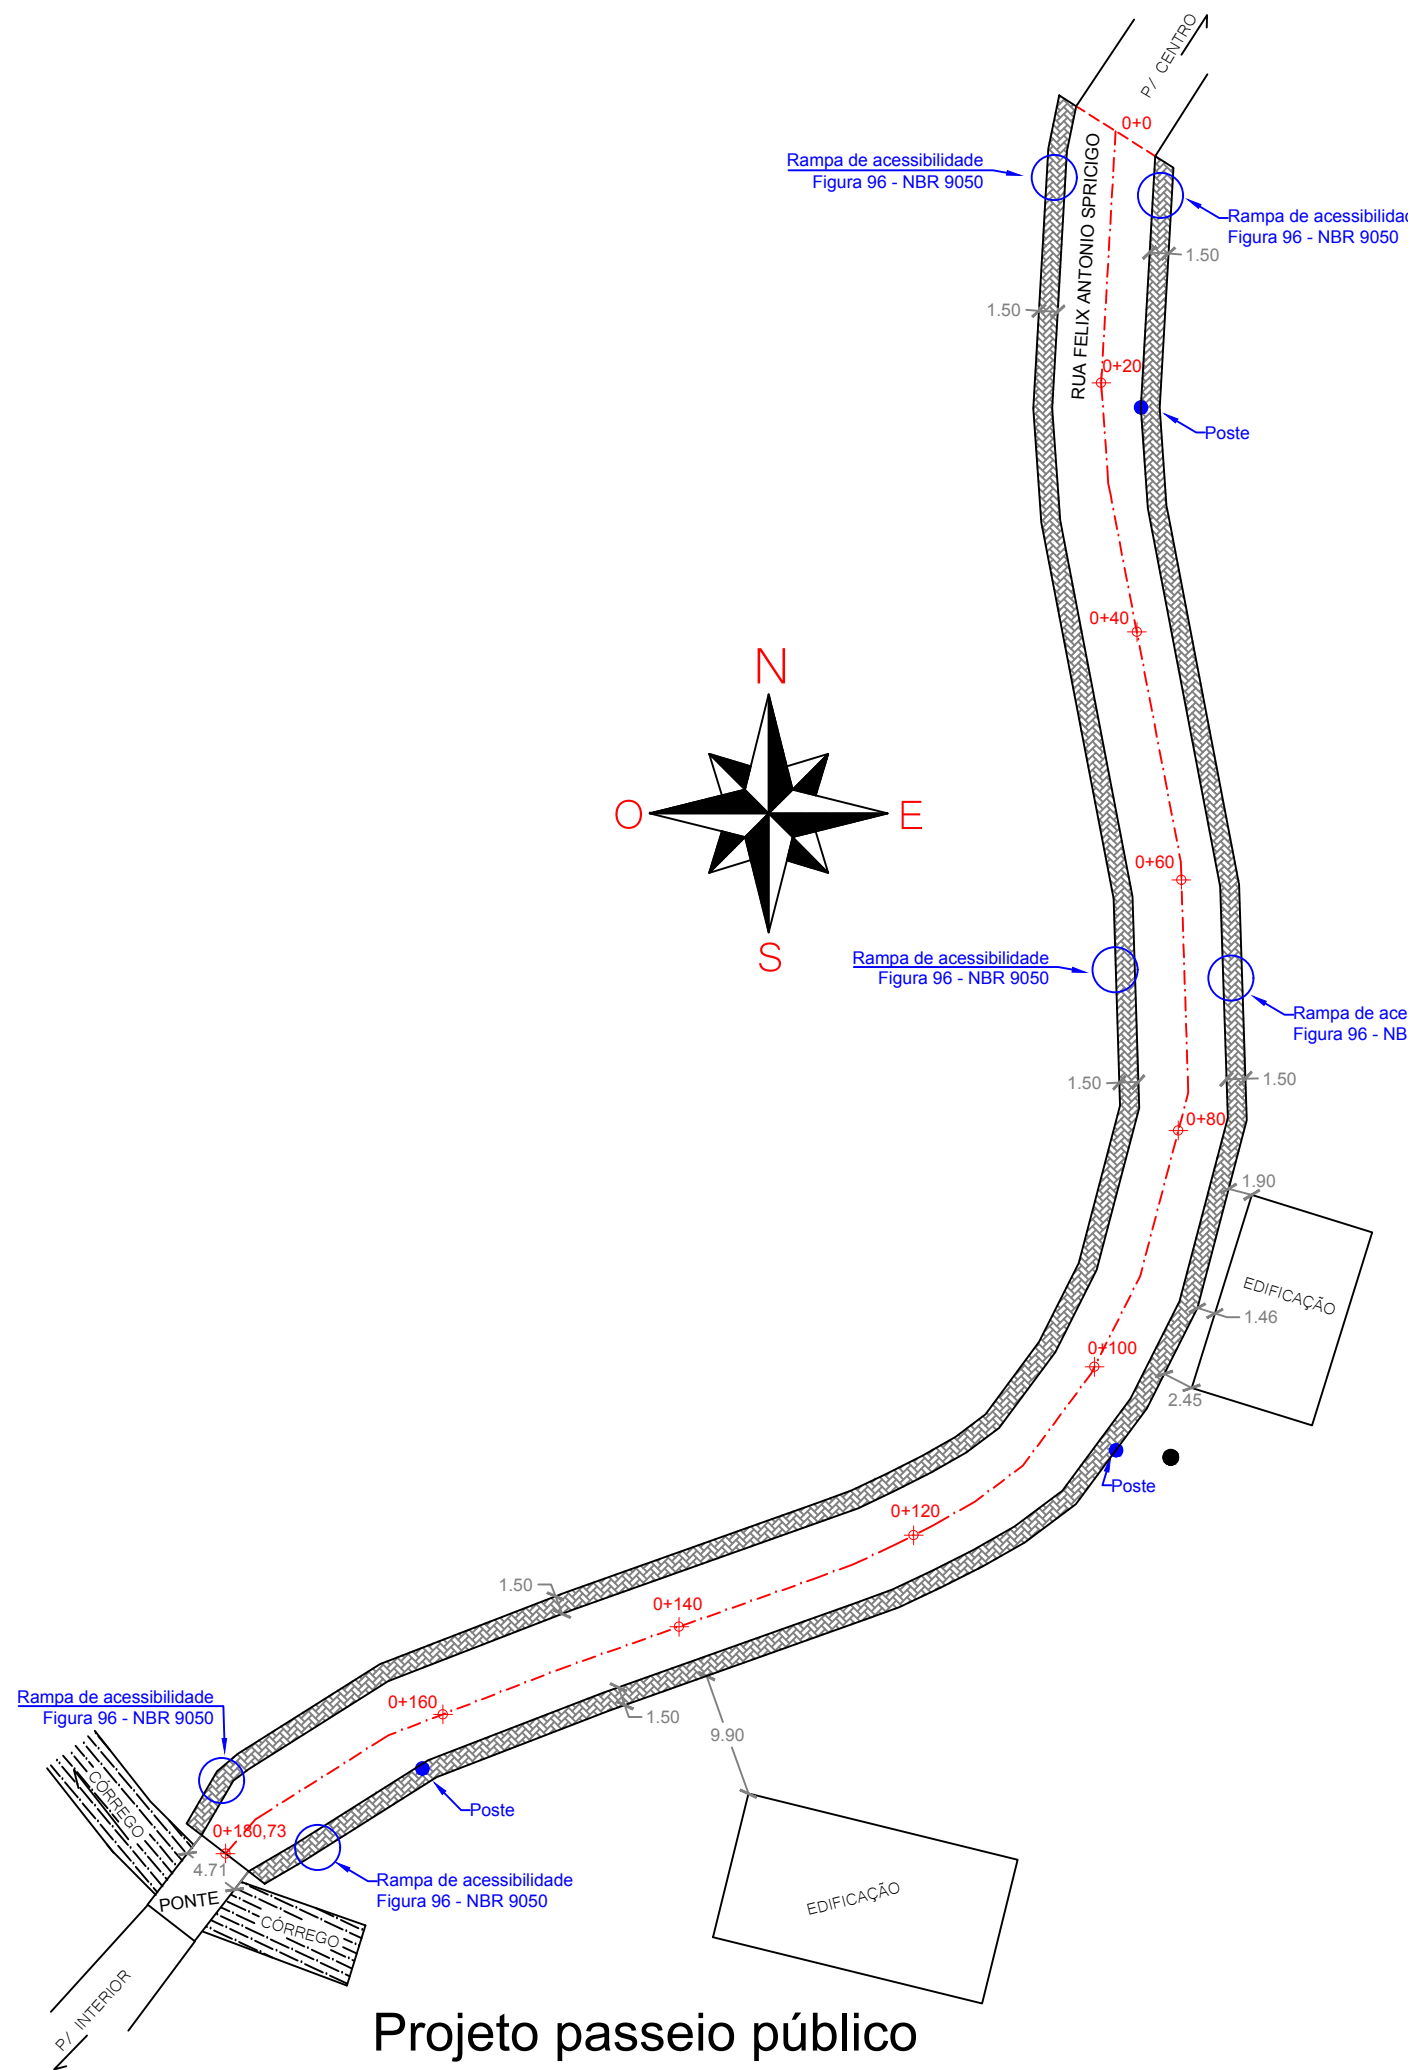 P/ CENTRO
0+0
Rampa de acessibilidade
Figura 96 - NBR 9050
RUA FELIX ANTONIO SPRICIGO
Rampa de acessibilidad
Figura 96 - NBR 9050
1.50
1.50
0+20
Poste
0+40
N
O
E
S
0+60
Rampa de acessibilidade
Figura 96 - NBR 9050
Rampa de ace
Figura 96 - NB
1.50
1.50
0+80
1.90
EDIFICAÇÃO
1.46
0+100
2.45
Poste
0+120
1.50
0+140
0+160
1.50
9.90
Rampa de acessibilidade
Figura 96 - NBR 9050
CÓRREGO
Poste
0+180,73
4.71
PONTE
Rampa de acessibilidade
Figura 96 - NBR 9050
EDIFICAÇÃO
CÓRREGO
P/ INTERIOR
Projeto passeio público